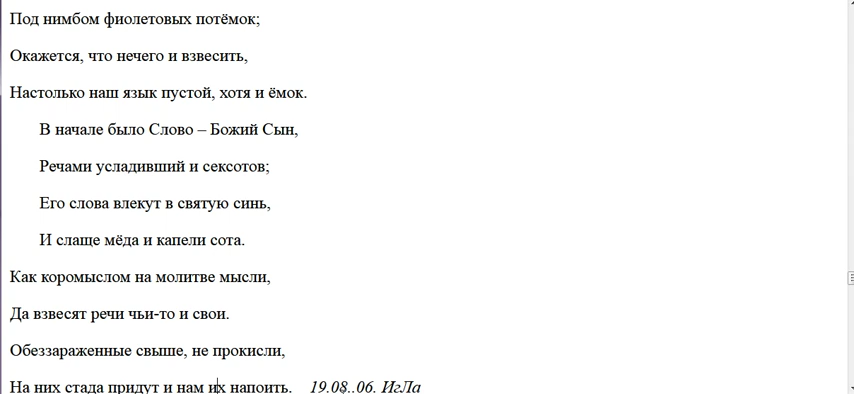 Под нимбом фиолетовых потёмок;
Окажется, что нечего и взвесить,
Настолько наш язык пустой, хотя и ёмок.
В начале было Слово – Божий Сын,
Речами усладивший и сексотов;
Его слова влекут в святую синь,
И слаще мёда и капели сота.
Как коромыслом на молитве мысли,
Да взвесят речи чьи-то и свои.
Обеззараженные свыше, не прокисли,
На них стада придут и нам их напоить. 19.08..06. ИгЛа